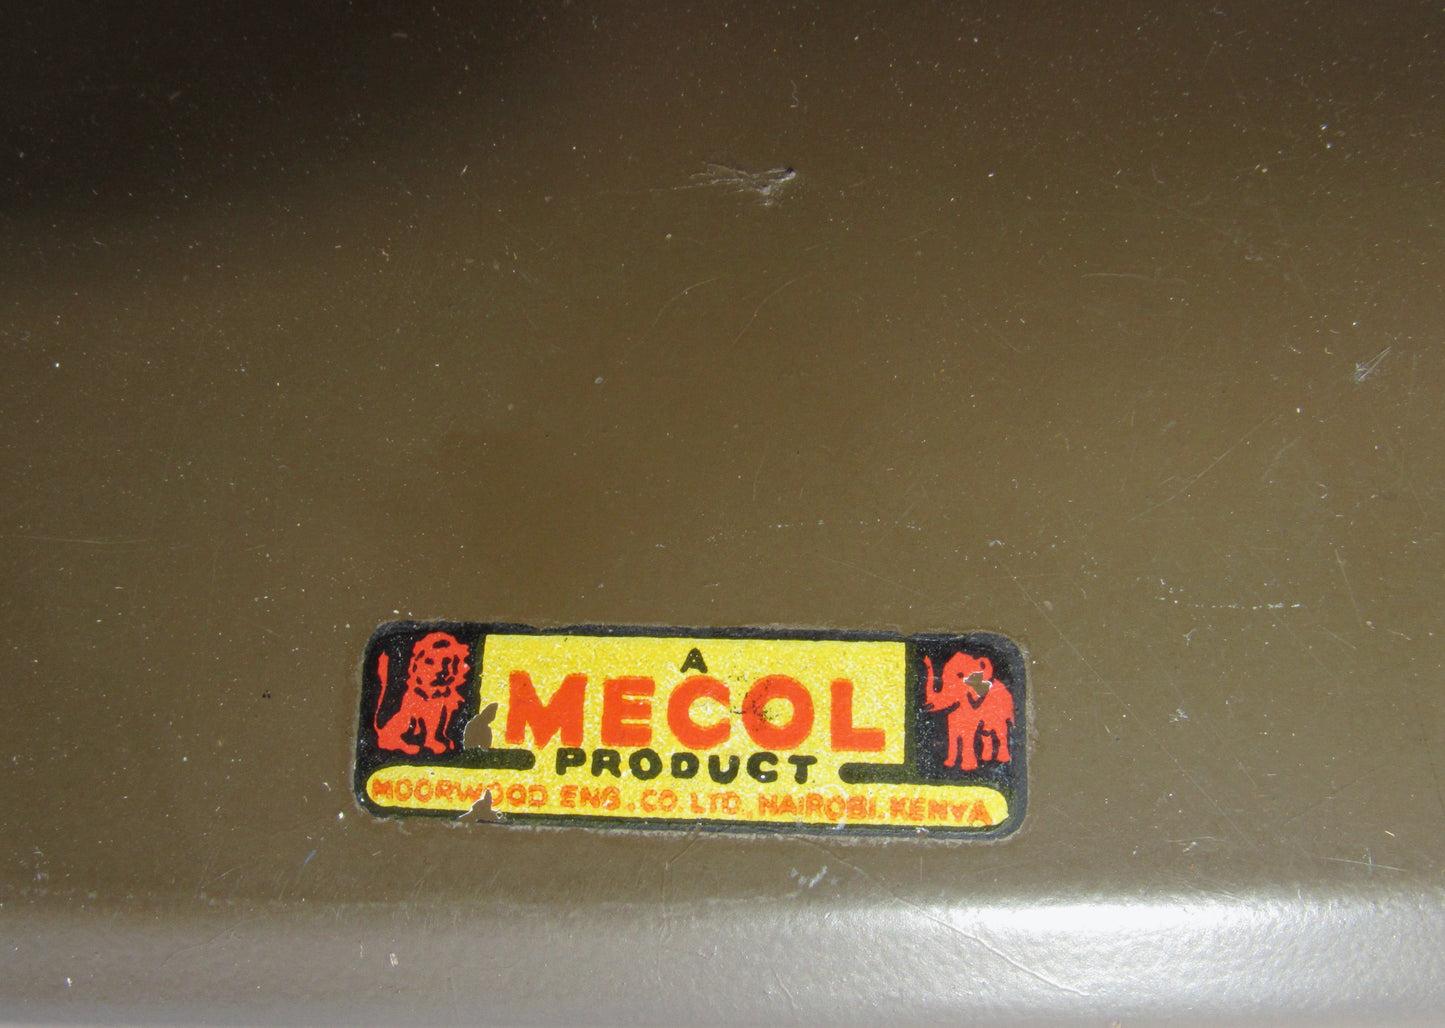 A
MECOL
PRODUCT
MOORWOOD ENG. CO. LTD., NAIROBI. KENYA